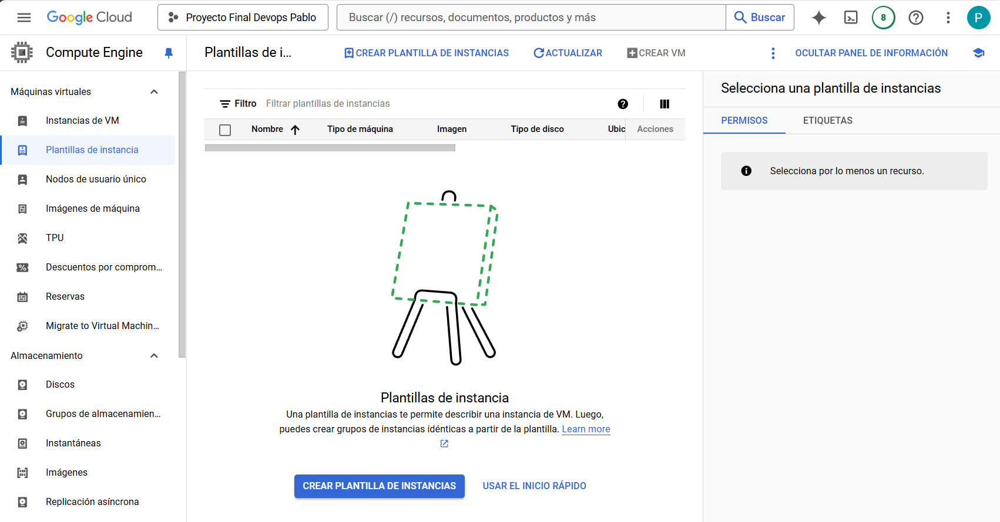 Google Cloud
Proyecto Final Devops Pablo
Buscar (/) recursos, documentos, productos y más
Buscar
8
P
Compute Engine
Plantillas de i...
CREAR PLANTILLA DE INSTANCIAS
ACTUALIZAR
CREAR VM
OCULTAR PANEL DE INFORMACIÓN
Máquinas virtuales
Instancias de VM
Plantillas de instancia
Nodos de usuario único
Imágenes de máquina
TPU
Descuentos por comprom...
Reservas
Migrate to Virtual Machin...
Almacenamiento
Discos
Grupos de almacenamien...
Instantáneas
Imágenes
Replicación asíncrona
Filtro
Filtrar plantillas de instancias
Nombre
Tipo de máquina
Imagen
Tipo de disco
Ubic
Acciones
Plantillas de instancia
Una plantilla de instancias te permite describir una instancia de VM. Luego,
puedes crear grupos de instancias idénticas a partir de la plantilla. Learn more
CREAR PLANTILLA DE INSTANCIAS
USAR EL INICIO RÁPIDO
Selecciona una plantilla de instancias
PERMISOS
ETIQUETAS
Selecciona por lo menos un recurso.